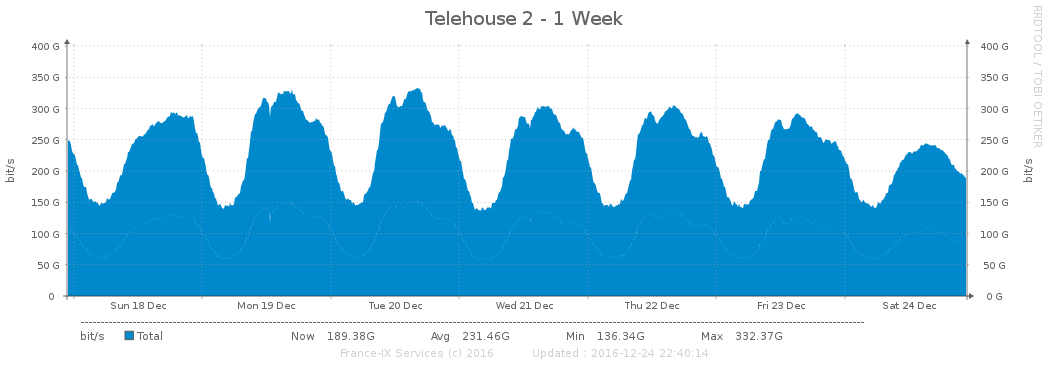 Telehouse 2 - 1 Week
RRDTOOL / TOBI OETIKER
400 G 400 G
350 G 350 G
300 G 300 G
250 G 250 G
200 G 200 G
150 G 150 G
100 G 100 G
50 G 50 G
0 0 G
bit/s bit/s
Sun 18 Dec Mon 19 Dec Tue 20 Dec Wed 21 Dec Thu 22 Dec Fri 23 Dec Sat 24 Dec
bit/s Total Now 189.38G Avg 231.46G Min 136.34G Max 332.37G
France-IX Services (c) 2016 Updated : 2016-12-24 22:40:14